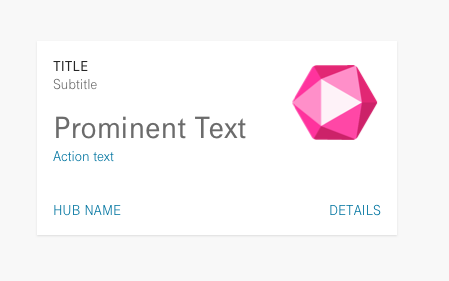 TITLE
Subtitle
Prominent Text
Action text
HUB NAME
DETAILS